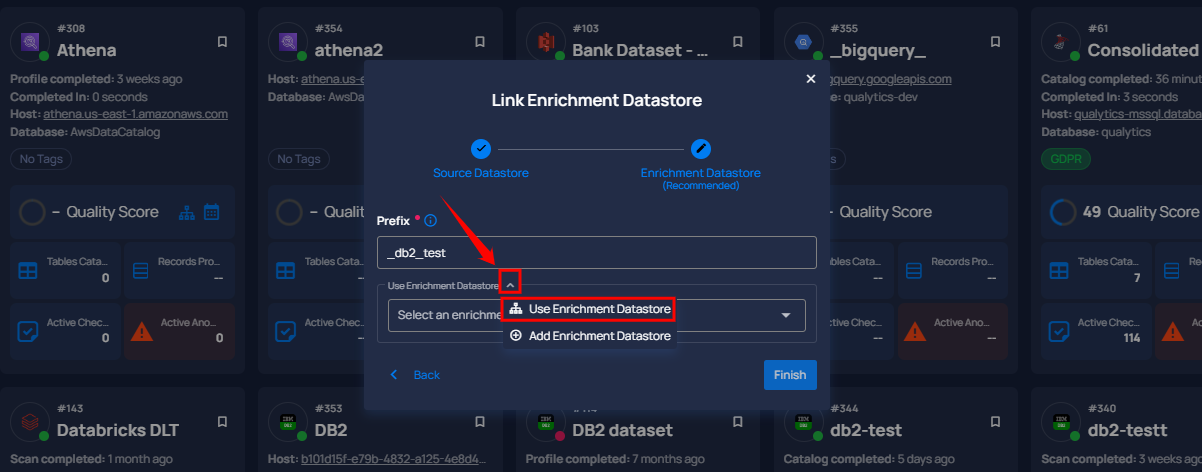 #308
Athena
Profile completed: 3 weeks ago
Completed In: 0 seconds
Host: athena.us-east-1.amazonaws.com
Database: AwsDataCatalog
No Tags
– Quality Score
Tables Cata...
0
Records Pro...
--
Active Chec...
0
Active Ano...
0
#354
athena2
Host: athena.us-e
Database: AwsDa
No Tags
– Qualit
Tables Cata...
Active Chec...
#103
Bank Dataset - ...
#355
_bigquery_
gquery.googleapis.com
e: qualytics-dev
- Quality Score
Tables Cata...
--
Records Pro...
--
Active Chec...
--
Active Ano...
--
#61
Consolidated
Catalog completed: 36 minut
Completed In: 3 seconds
Host: qualytics-mssql.databa
Database: qualytics
GDPR
49 Quality Score
Tables Cata...
7
Records
Active Chec...
114
Active
Link Enrichment Datastore
Source Datastore
Enrichment Datastore
(Recommended)
Prefix *
_db2_test
Use Enrichment Datastore
Select an enrichme
Use Enrichment Datastore
Add Enrichment Datastore
Back
Finish
#143
Databricks DLT
Scan completed: 1 month ago
#353
DB2
Host: b101d15f-e79b-4832-a125-4e8d4...
DB2 dataset
Profile completed: 7 months ago
#344
db2-test
Catalog completed: 5 days ago
#340
db2-testt
Scan completed: 3 weeks ago